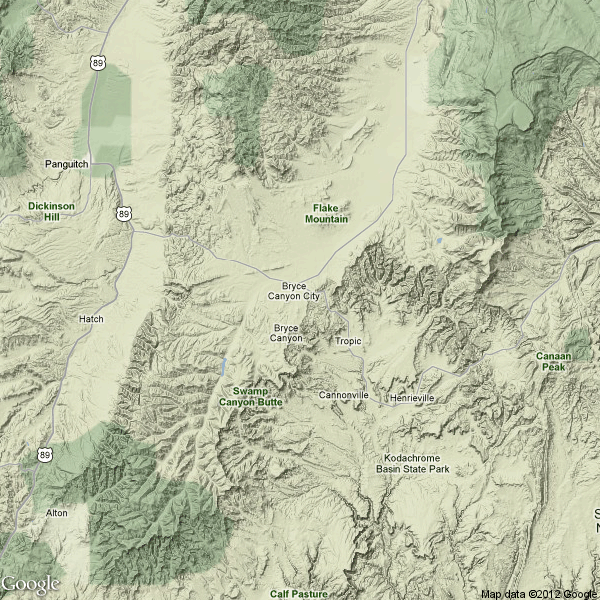 89
Panguitch
Dickinson
Hill
Flake
Mountain
89
Bryce
Canyon City
Hatch
Bryce
Canyon
Tropic
Canaan
Peak
Swamp
Canyon Butte
Cannonville
Henrieville
89
Kodachrome
Basin State Park
Alton
S
N
Google
Calf Pasture
Map data ©2012 Google